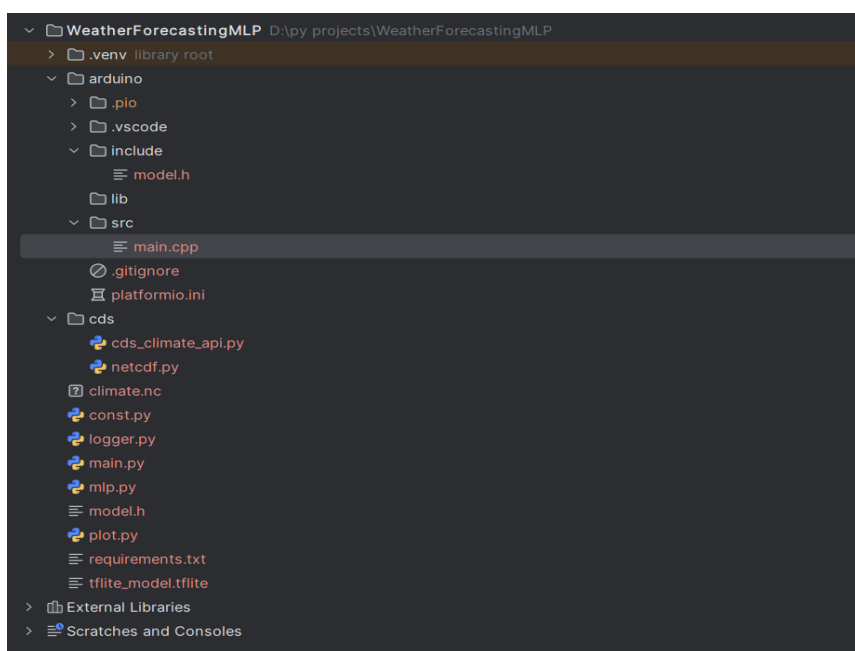 WeatherForecastingMLP D:\py projects\WeatherForecastingMLP
.venv library root
arduino
.pio
.vscode
include
model.h
lib
src
main.cpp
.gitignore
platformio.ini
cds
cds_climate_api.py
netcdf.py
climate.nc
const.py
logger.py
main.py
mlp.py
model.h
plot.py
requirements.txt
tflite_model.tflite
External Libraries
Scratches and Consoles